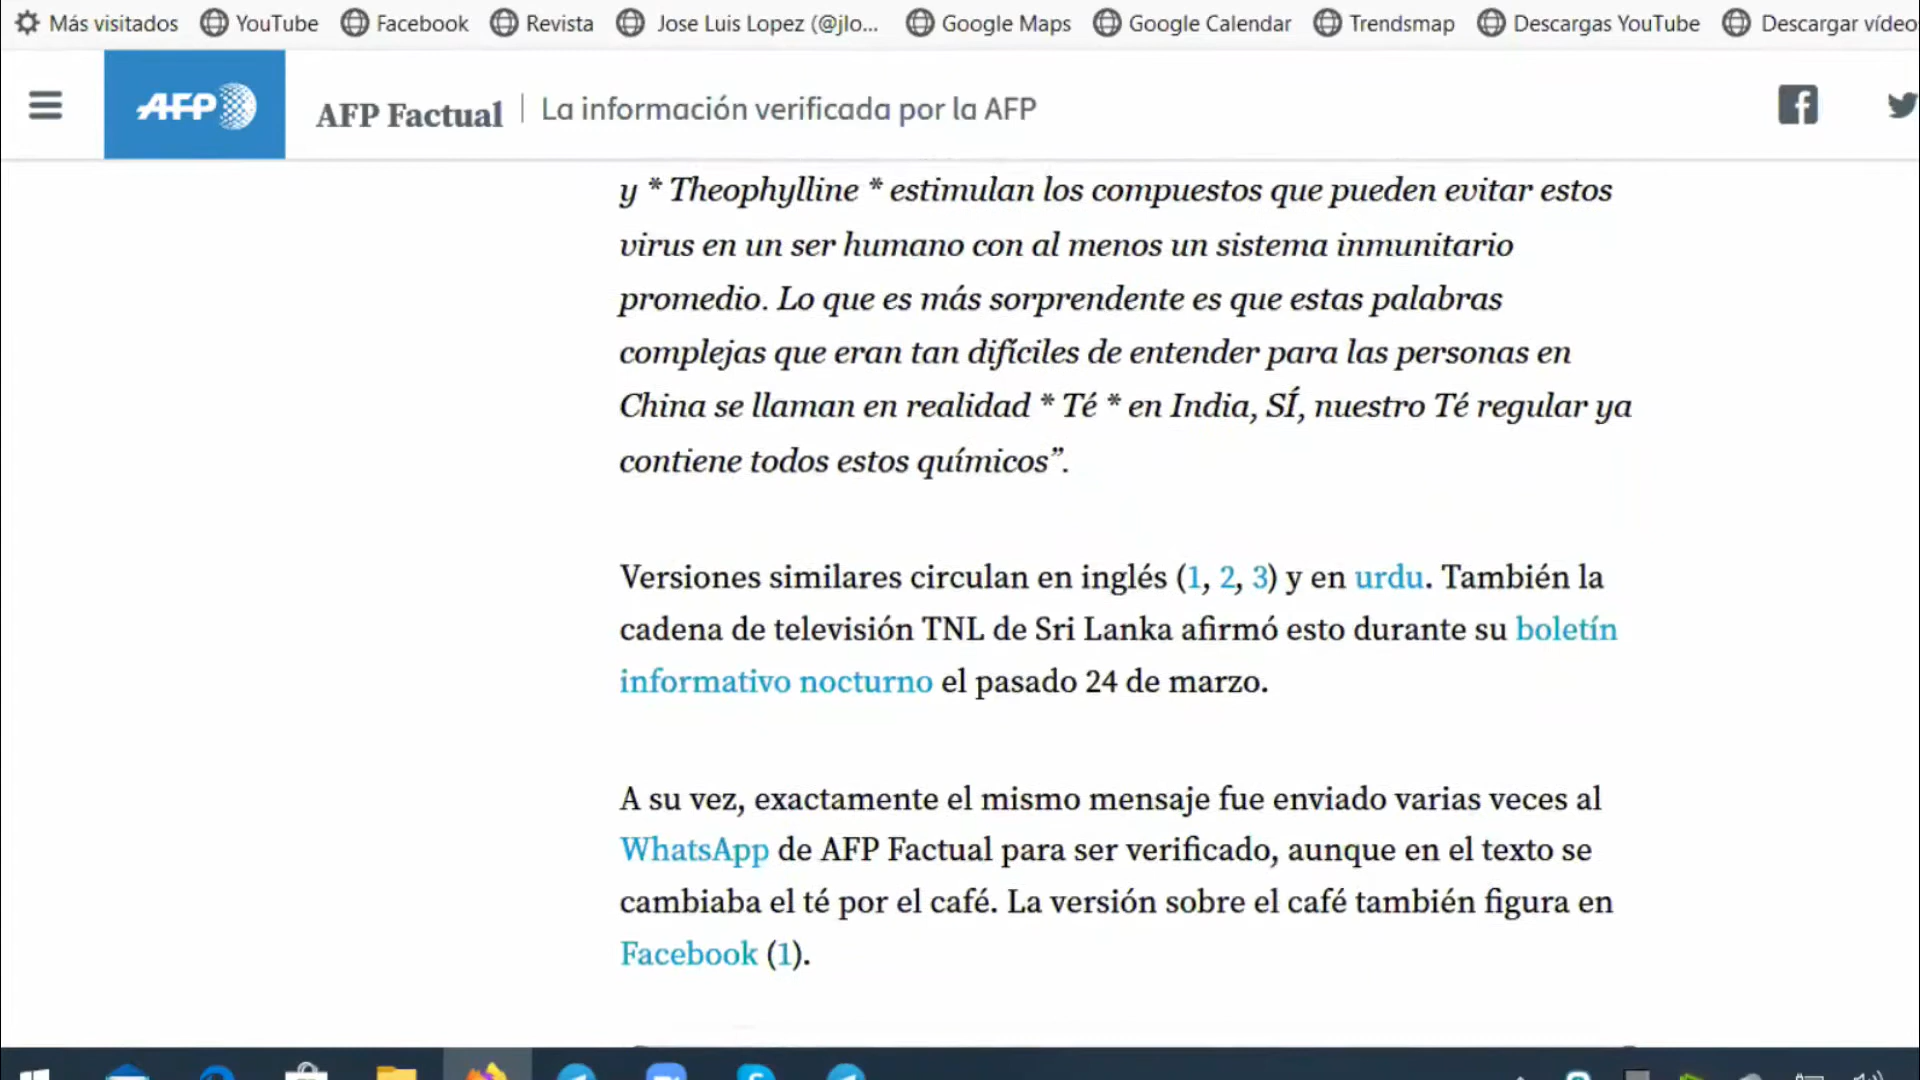 Más visitados YouTube Facebook Revista Jose Luis Lopez (@jlo... Google Maps Google Calendar Trendsmap Descargas YouTube Descargar vídeo
AFP AFP Factual | La información verificada por la AFP
y * Theophylline * estimulan los compuestos que pueden evitar estos
virus en un ser humano con al menos un sistema inmunitario
promedio. Lo que es más sorprendente es que estas palabras
complejas que eran tan difíciles de entender para las personas en
China se llaman en realidad * Té * en India, SÍ, nuestro Té regular ya
contiene todos estos químicos”.
Versiones similares circulan en inglés (1, 2, 3) y en urdu. También la
cadena de televisión TNL de Sri Lanka afirmó esto durante su boletín
informativo nocturno el pasado 24 de marzo.
A su vez, exactamente el mismo mensaje fue enviado varias veces al
WhatsApp de AFP Factual para ser verificado, aunque en el texto se
cambiaba el té por el café. La versión sobre el café también figura en
Facebook (1).